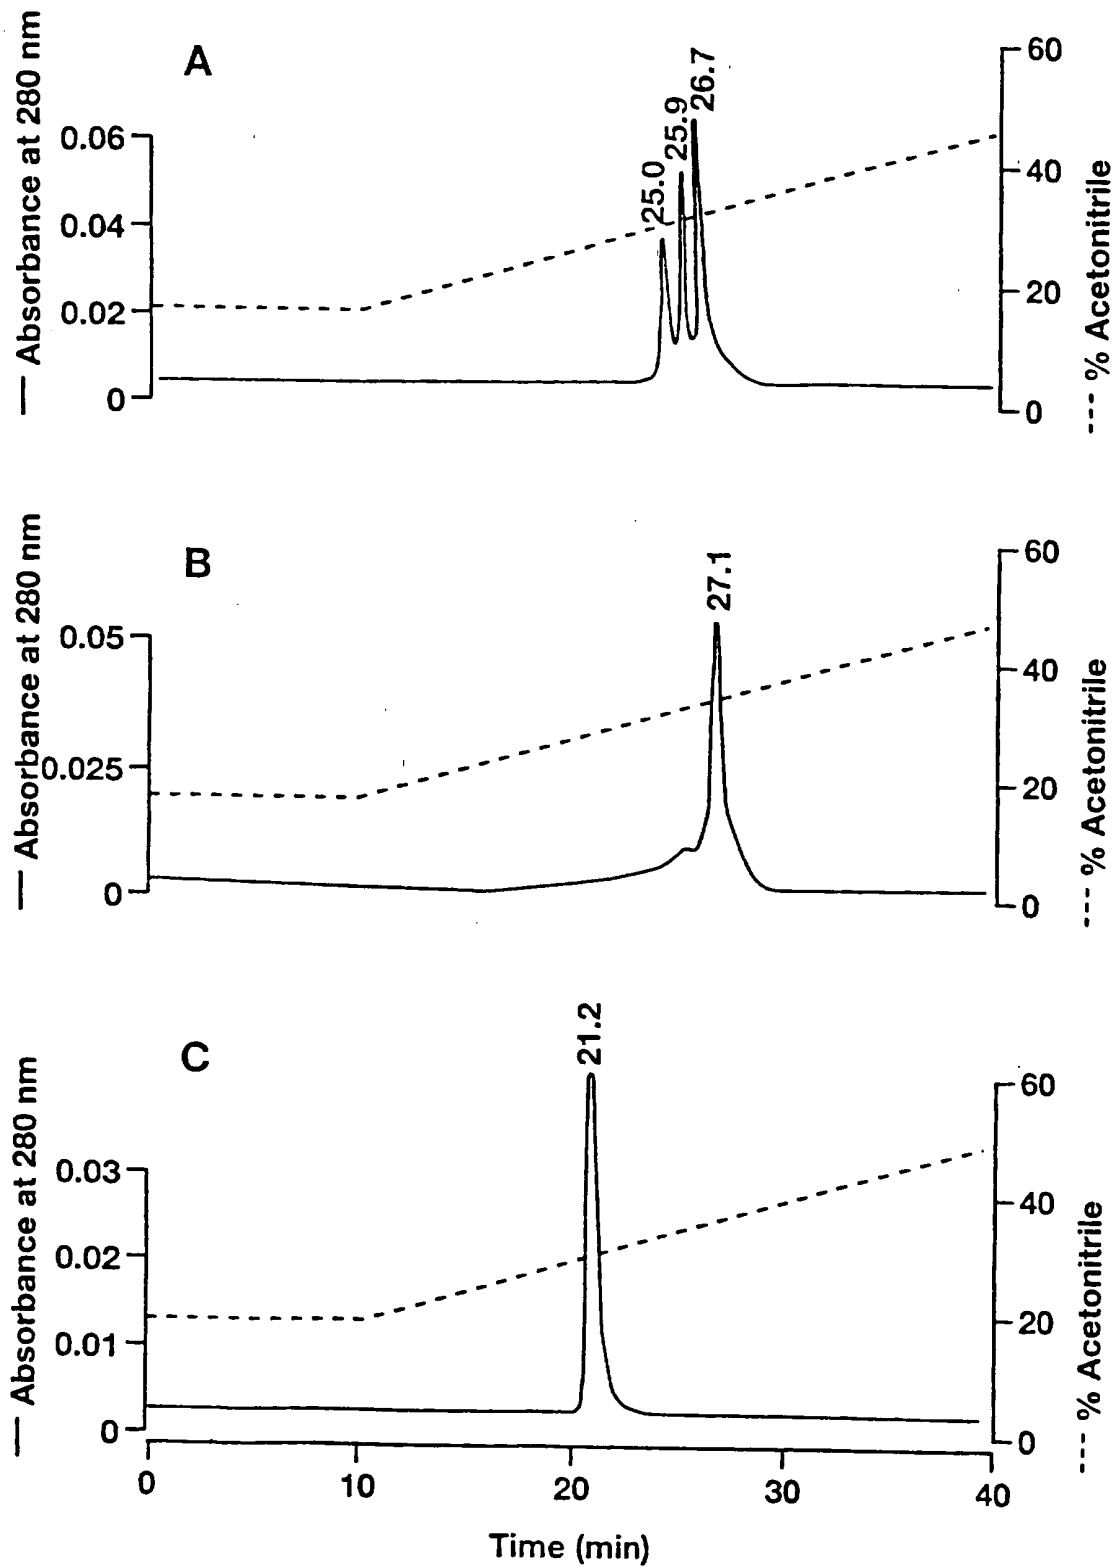 A
— Absorbance at 280 nm
0.06
0.04
0.02
0
25.0
25.9
26.7
60
40
20
0
--- % Acetonitrile
B
— Absorbance at 280 nm
0.05
0.025
0
27.1
60
40
20
0
--- % Acetonitrile
C
— Absorbance at 280 nm
0.03
0.02
0.01
0
21.2
60
40
20
0
--- % Acetonitrile
0 10 20 30 40
Time (min)